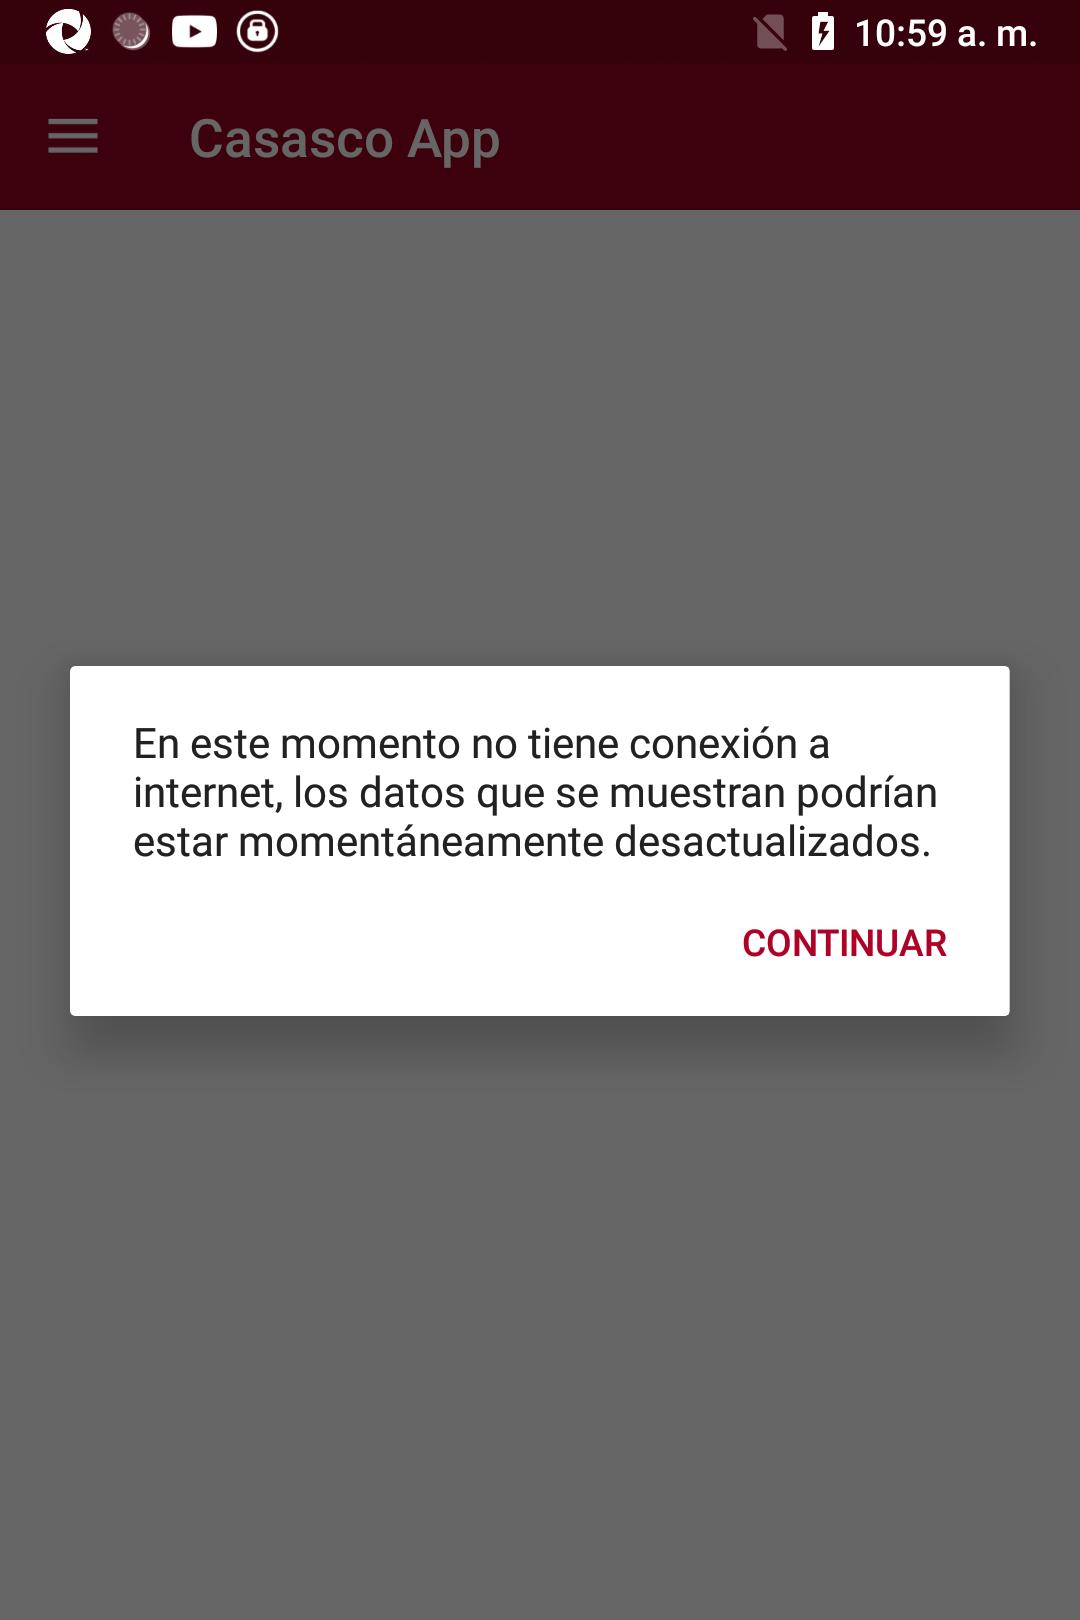 10:59 a. m.
Casasco App
En este momento no tiene conexión a
internet, los datos que se muestran podrían
estar momentáneamente desactualizados.
CONTINUAR